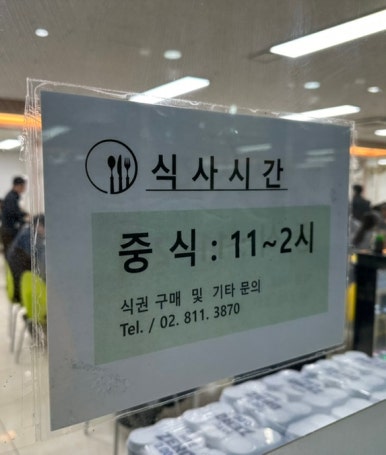 식사시간
중식 : 11~2시
식권 구매 및 기타 문의
Tel. / 02. 811. 3870